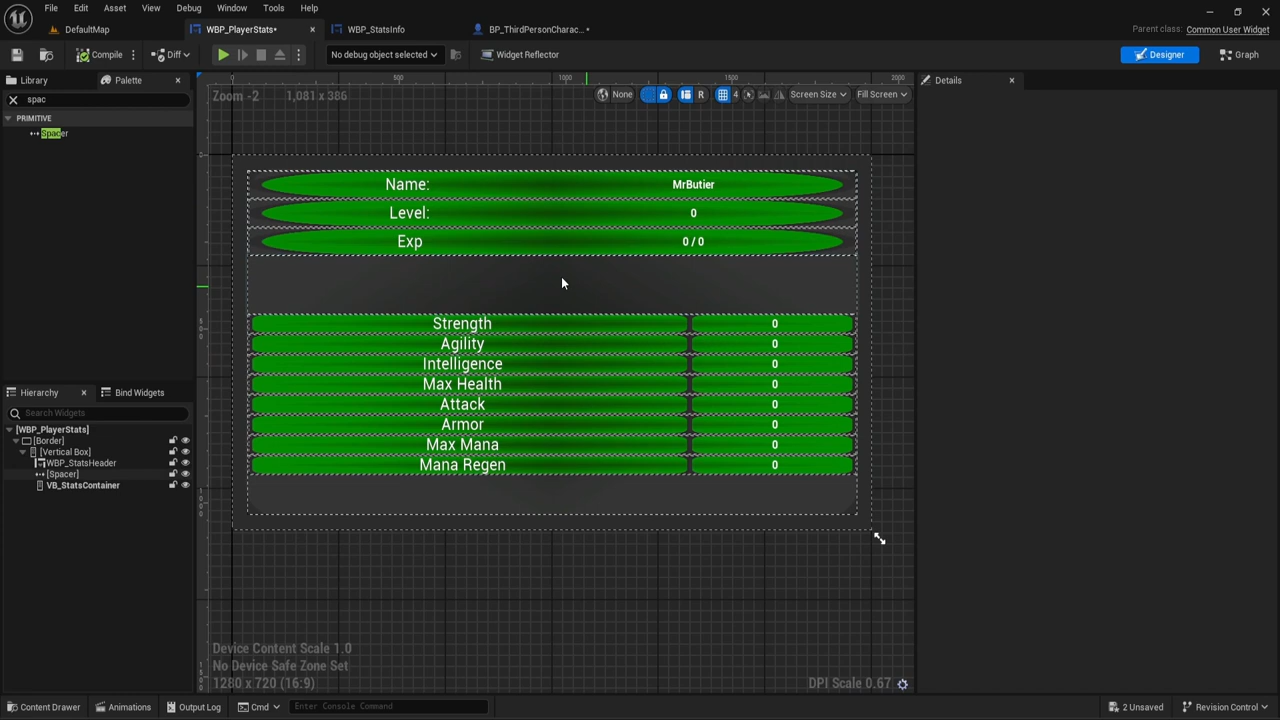 File Edit Asset View Debug Window Tools Help
DefaultMap
WBP_PlayerStats*
WBP_StatsInfo
BP_ThirdPersonCharac...*
Parent class: Common User Widget
Compile
Diff
No debug object selected
Widget Reflector
Designer
Graph
Library
Palette
Details
spac
PRIMITIVE
Spacer
Zoom -2
1,081 x 386
0 500 1000 1500 2000
None
R
4
Screen Size
Fill Screen
Name: MrButier
Level: 0
Exp 0 / 0
Strength 0
Agility 0
Intelligence 0
Max Health 0
Attack 0
Armor 0
Max Mana 0
Mana Regen 0
Hierarchy
Bind Widgets
Search Widgets
[WBP_PlayerStats]
[Border]
[Vertical Box]
WBP_StatsHeader
[Spacer]
VB_StatsContainer
Device Content Scale 1.0
No Device Safe Zone Set
1280 x 720 (16:9)
DPI Scale 0.67
Content Drawer
Animations
Output Log
Cmd
Enter Console Command
2 Unsaved
Revision Control